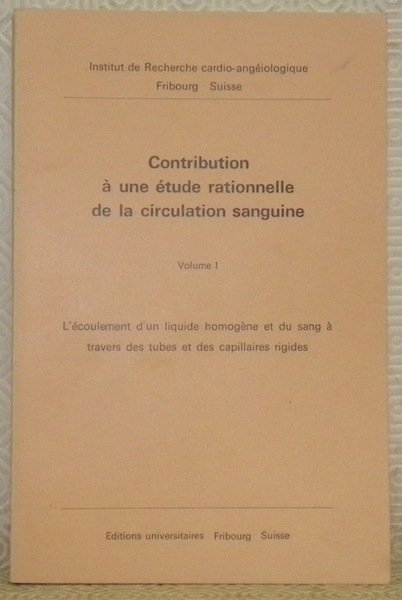 Institut de Recherche cardio-angéiologique
Fribourg Suisse
Contribution
à une étude rationnelle
de la circulation sanguine
Volume I
L'écoulement d'un liquide homogène et du sang à
travers des tubes et des capillaires rigides
Editions universitaires Fribourg Suisse